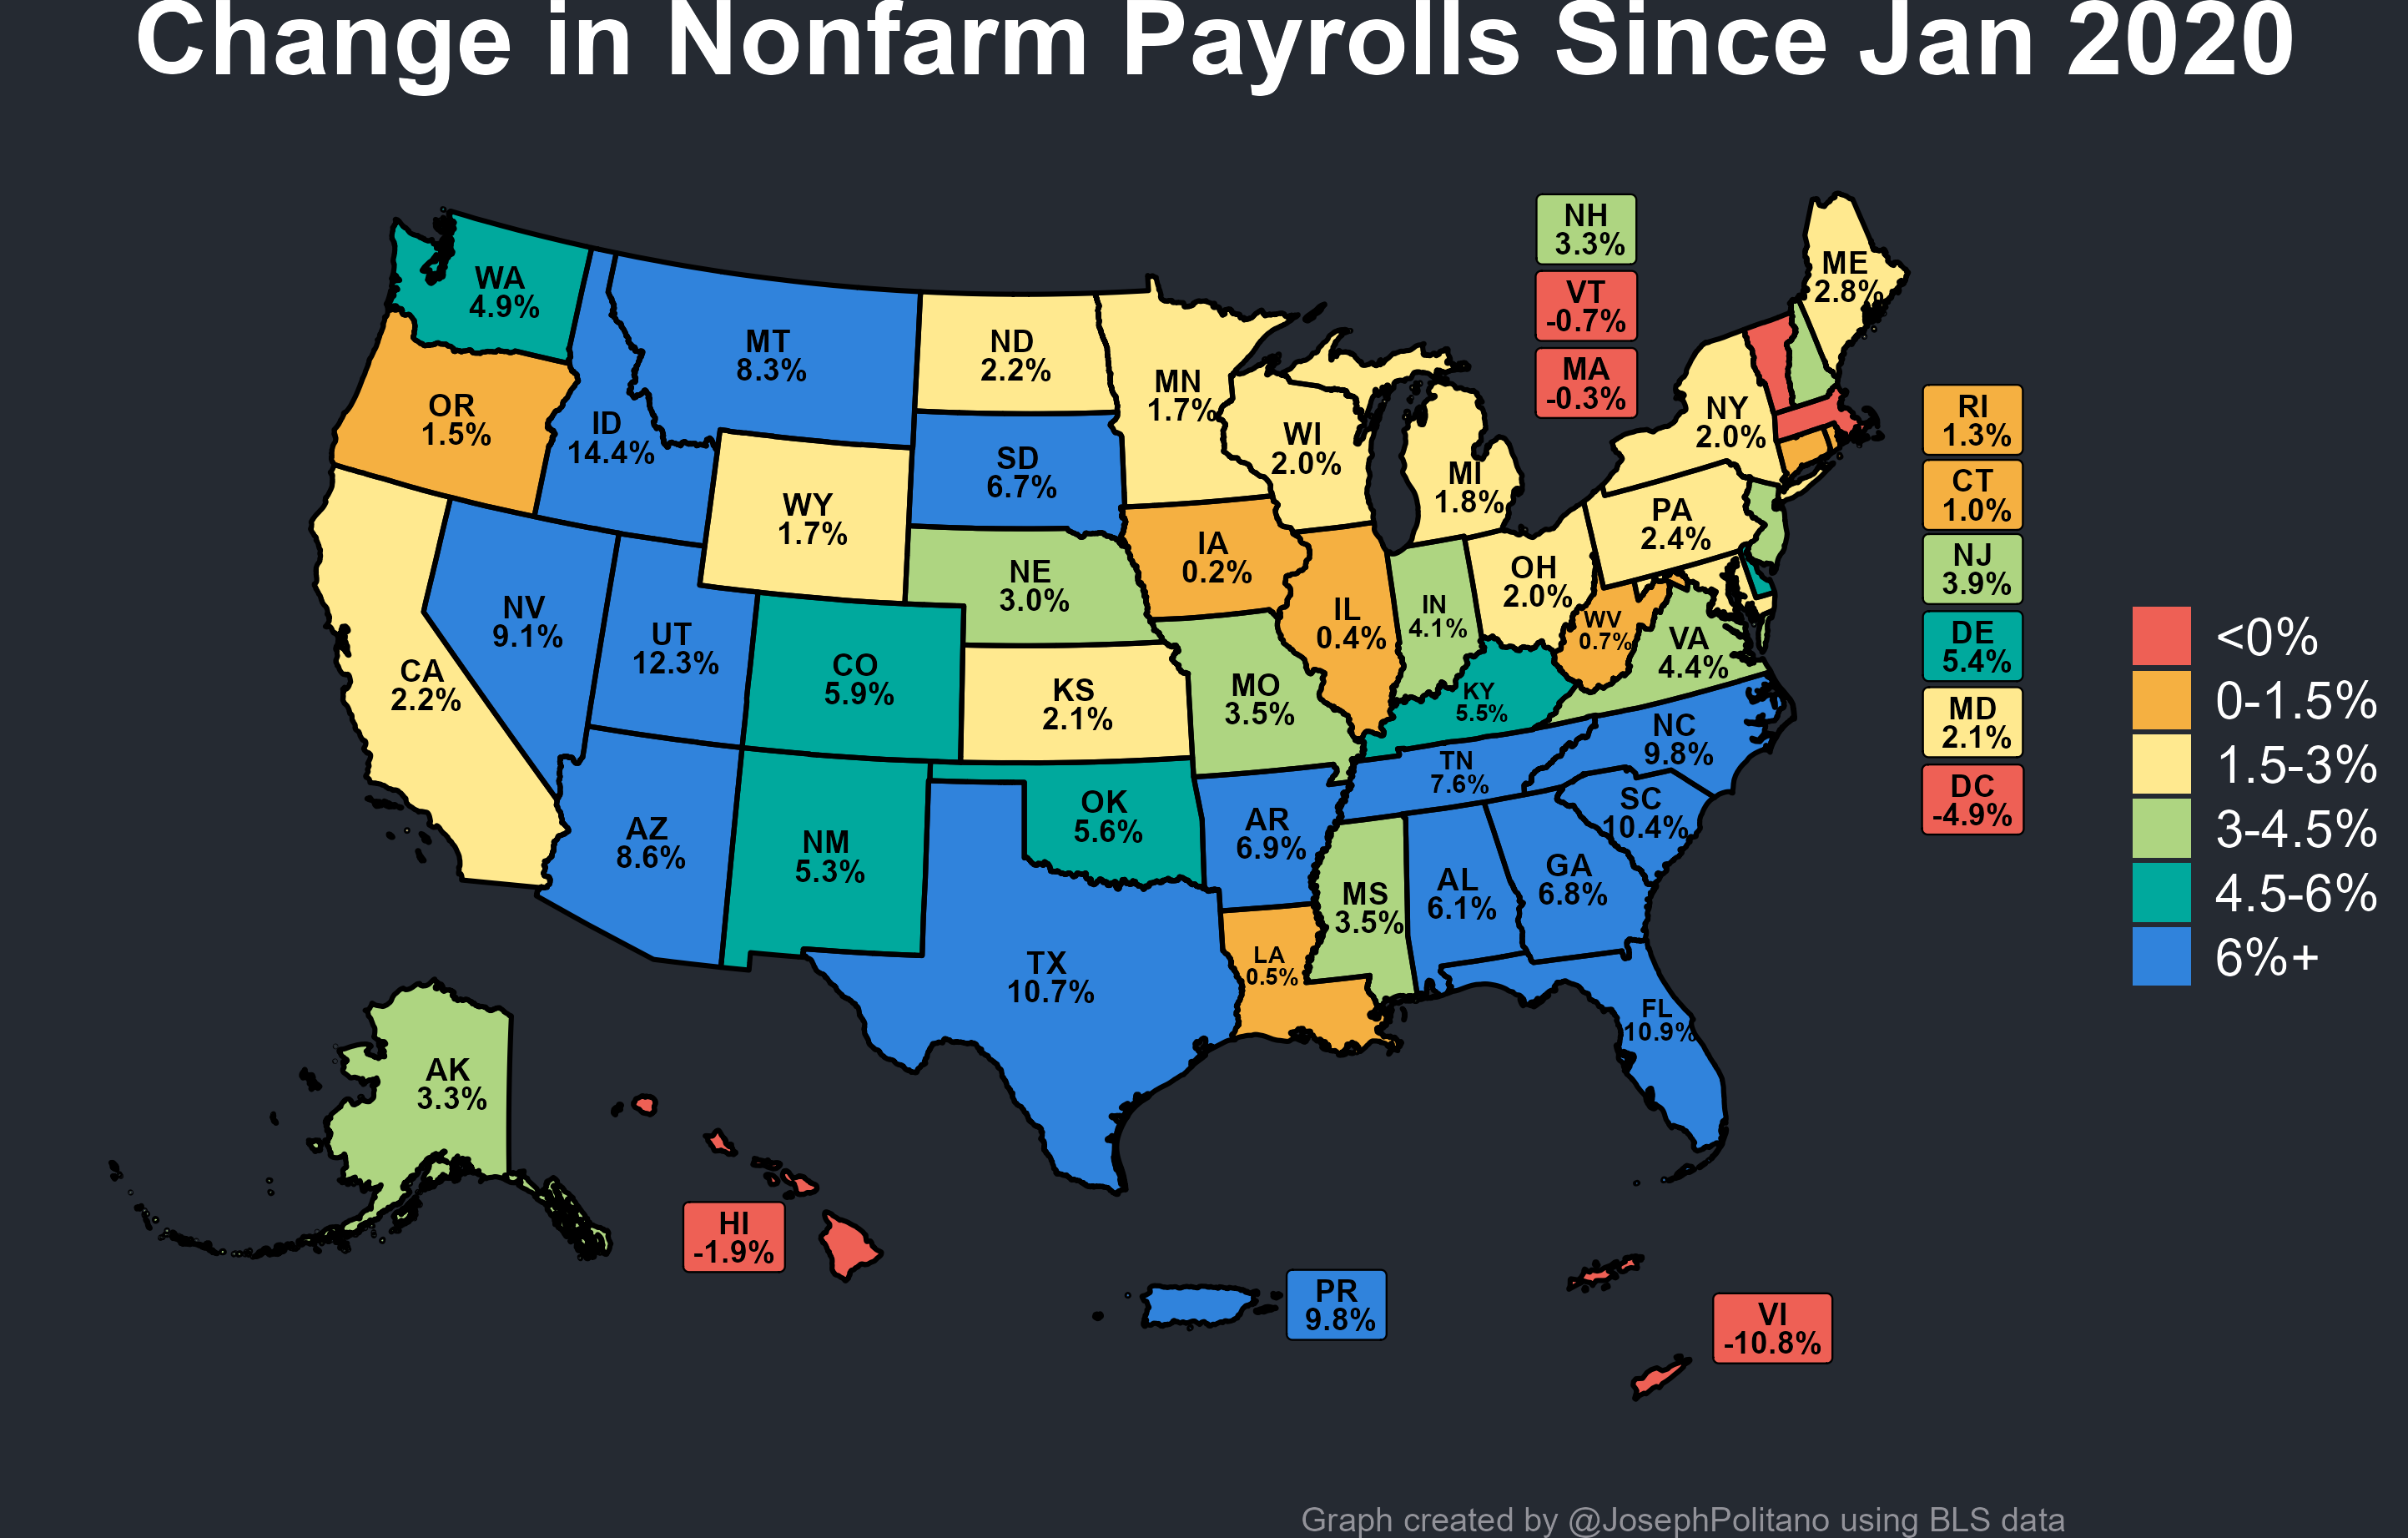 Change in Nonfarm Payrolls Since Jan 2020
NH
3.3%
VT
-0.7%
MA
-0.3%
ME
2.8%
WA
4.9%
MT
8.3%
ND
2.2%
MN
1.7%
OR
1.5%
ID
14.4%
WI
2.0%
MI
1.8%
NY
2.0%
RI
1.3%
SD
6.7%
WY
1.7%
PA
2.4%
CT
1.0%
IA
0.2%
NE
3.0%
OH
2.0%
NJ
3.9%
NV
9.1%
UT
12.3%
IL
0.4%
IN
4.1%
WV
0.7%
VA
4.4%
DE
5.4%
CA
2.2%
CO
5.9%
KS
2.1%
MO
3.5%
KY
5.5%
MD
2.1%
NC
9.8%
TN
7.6%
DC
-4.9%
AZ
8.6%
NM
5.3%
OK
5.6%
AR
6.9%
SC
10.4%
MS
3.5%
AL
6.1%
GA
6.8%
TX
10.7%
LA
0.5%
FL
10.9%
AK
3.3%
HI
-1.9%
PR
9.8%
VI
-10.8%
<0%
0-1.5%
1.5-3%
3-4.5%
4.5-6%
6%+
Graph created by @JosephPolitano using BLS data